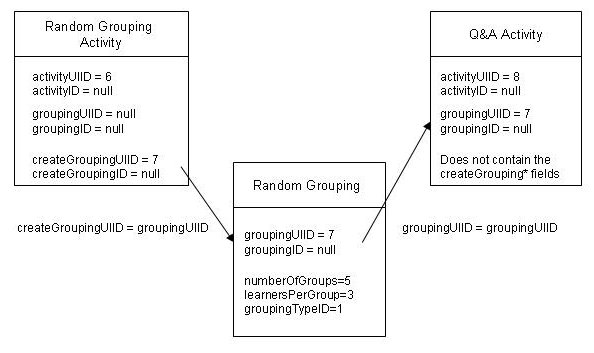 Random Grouping
Activity
activityUIID = 6
activityID = null
groupingUIID = null
groupingID = null
createGroupingUIID = 7
createGroupingID = null
createGroupingUIID = groupingUIID
Random Grouping
groupingUIID = 7
groupingID = null
numberOfGroups=5
learnersPerGroup=3
groupingTypeID=1
Q&A Activity
activityUIID = 8
activityID = null
groupingUIID = 7
groupingID = null
Does not contain the
createGrouping* fields
groupingUIID = groupingUIID